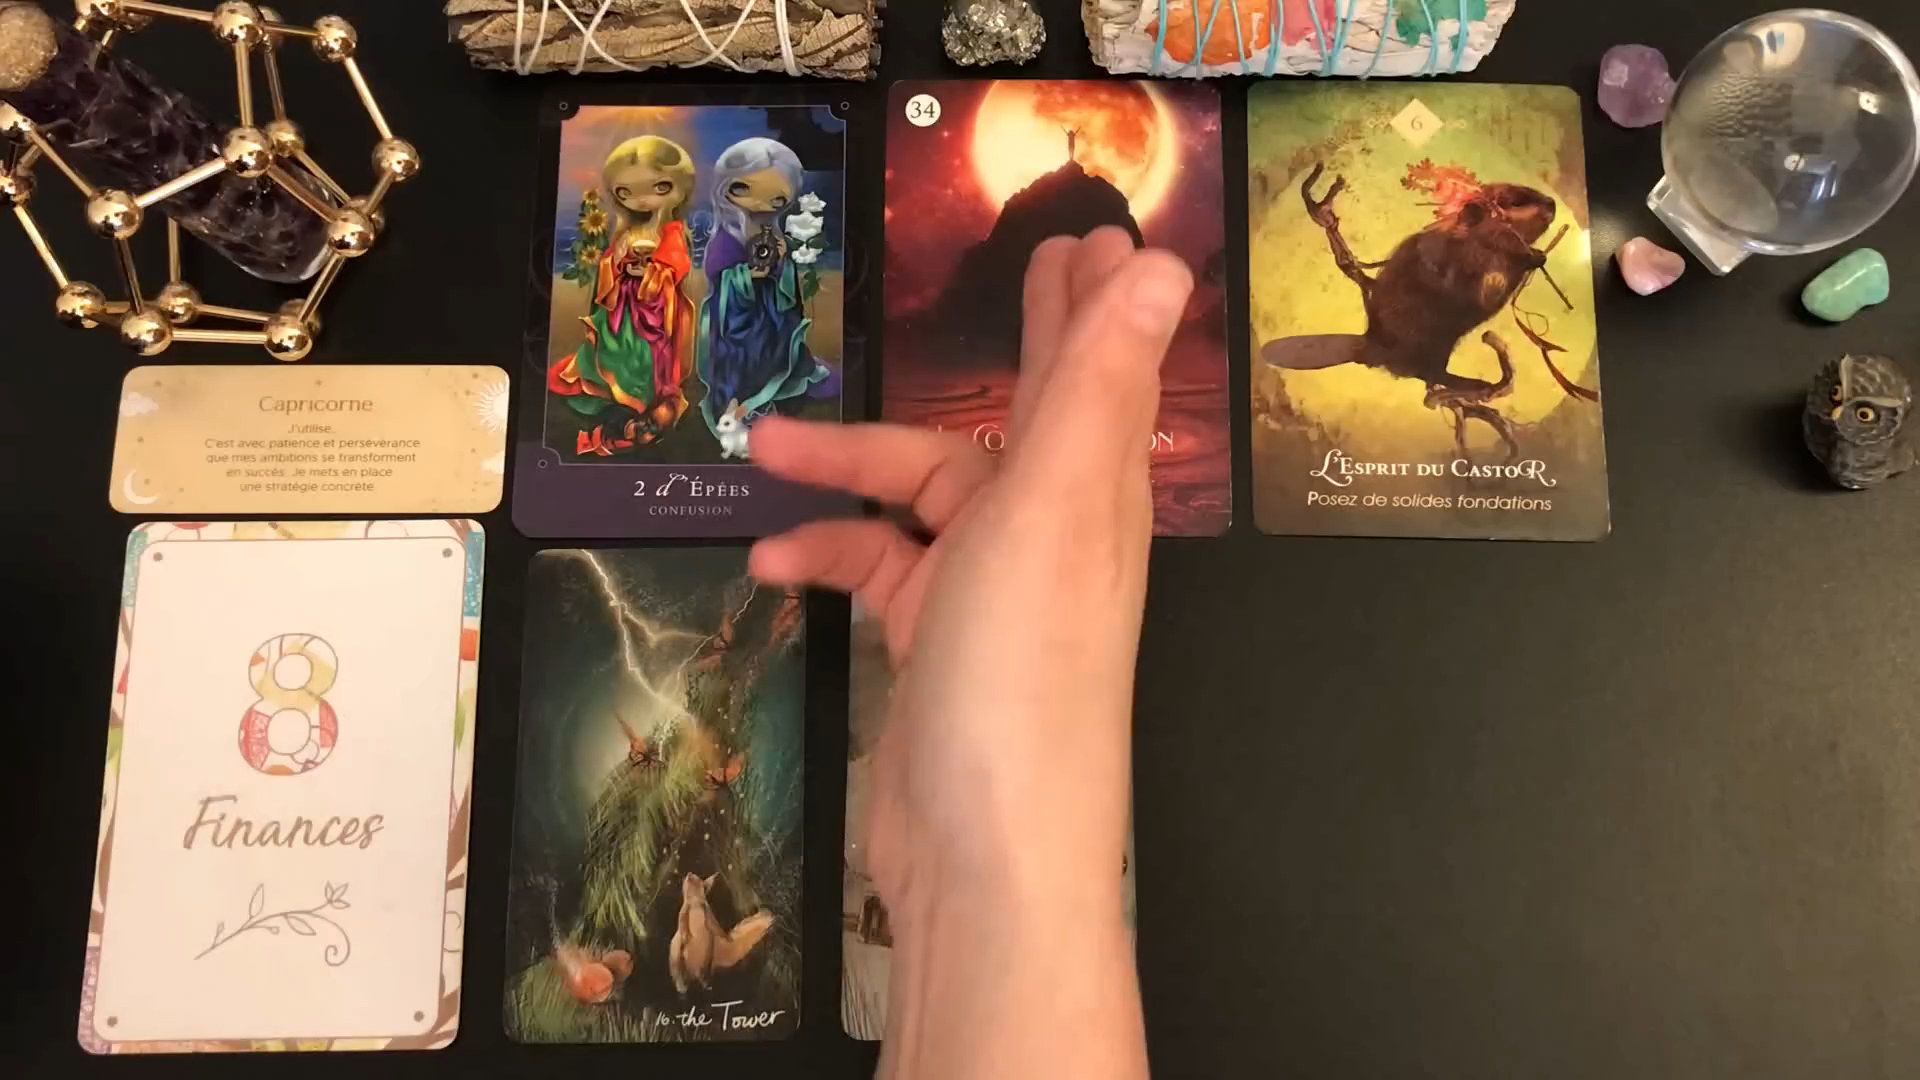 Capricorne
J'utilise...
C'est avec patience et persévérance
que mes ambitions se transforment
en succès. Je mets en place
une stratégie concrète.
2 d'Épées
CONFUSION
34
6
L'Esprit du Castor
Posez de solides fondations
8
Finances
16. the Tower